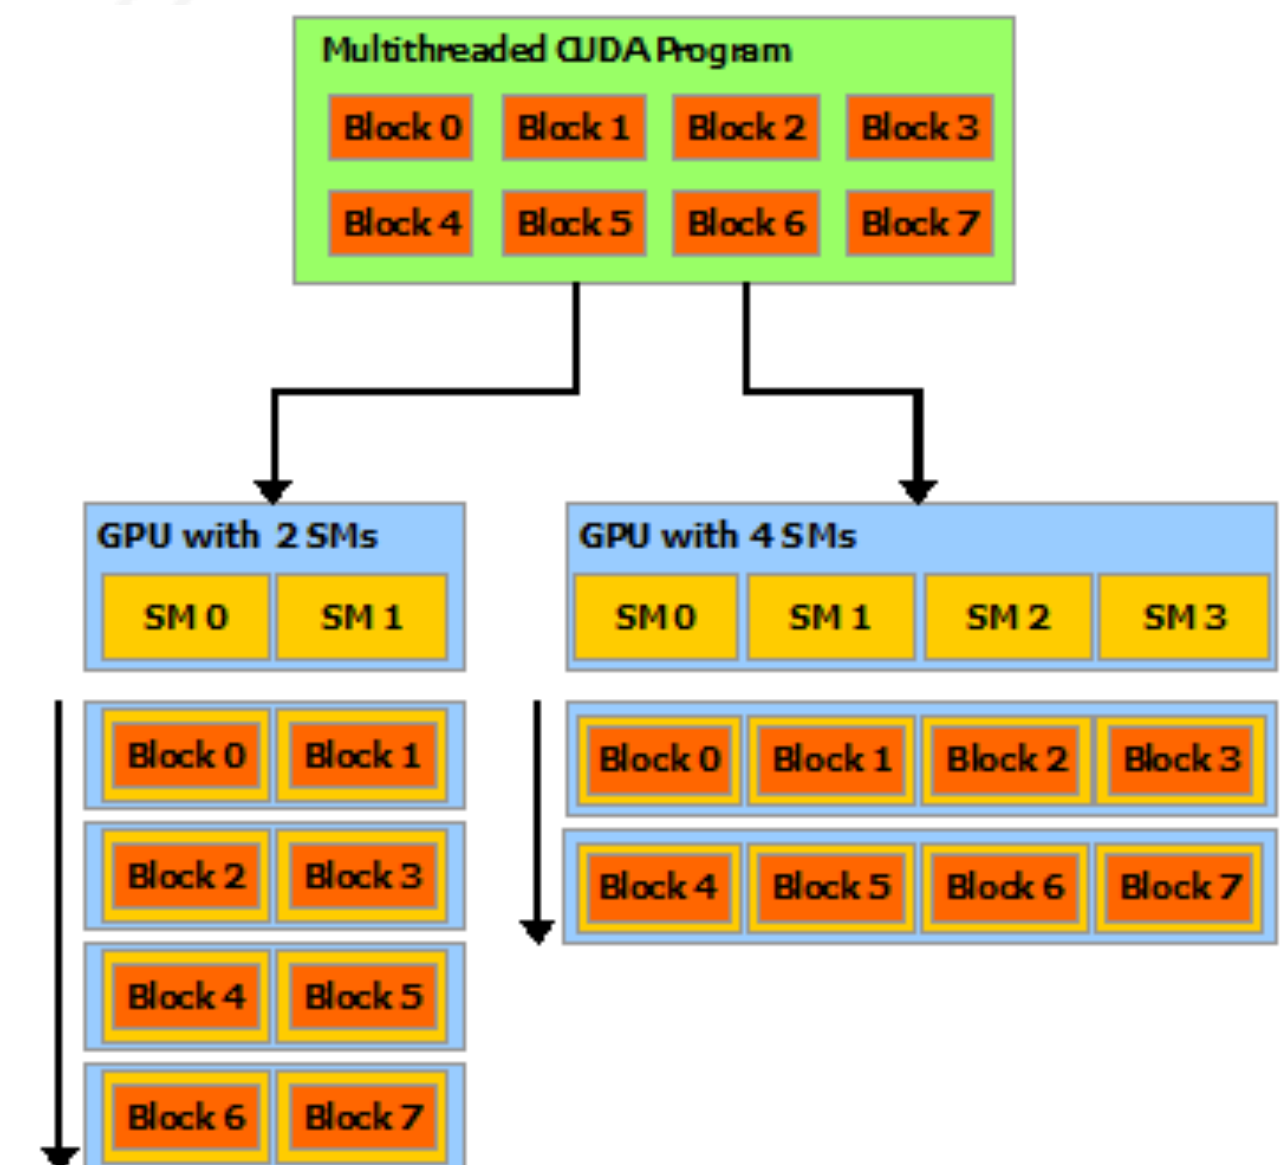 Multithreaded CUDA Program
Block 0 Block 1 Block 2 Block 3
Block 4 Block 5 Block 6 Block 7
GPU with 2 SMs
SM 0 SM 1
Block 0 Block 1
Block 2 Block 3
Block 4 Block 5
Block 6 Block 7
GPU with 4 SMs
SM 0 SM 1 SM 2 SM 3
Block 0 Block 1 Block 2 Block 3
Block 4 Block 5 Block 6 Block 7